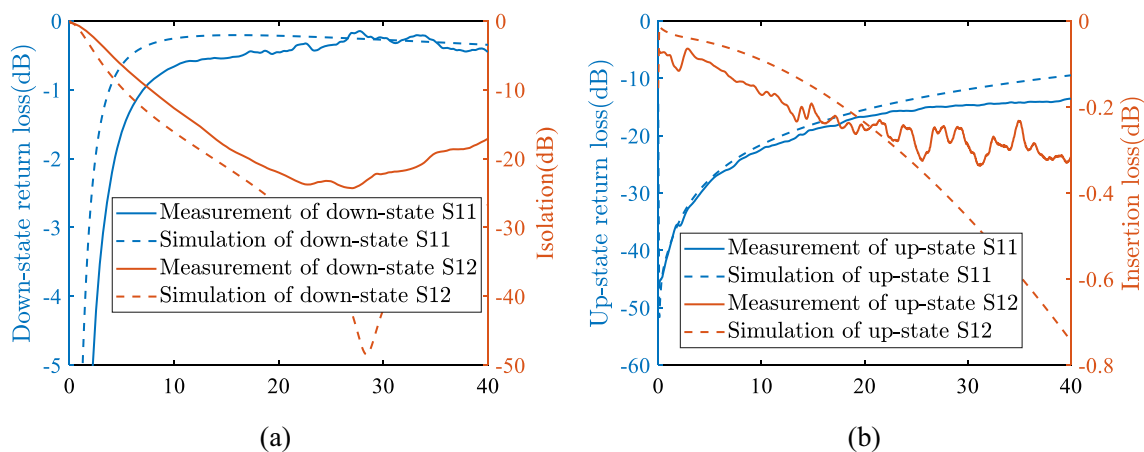 0
-1
-2
-3
-4
-5
Down-state return loss(dB)
0
-10
-20
-30
-40
-50
Isolation(dB)
Measurement of down-state S11
Simulation of down-state S11
Measurement of down-state S12
Simulation of down-state S12
0 10 20 30 40
(a)
0
-10
-20
-30
-40
-50
-60
Up-state return loss(dB)
0
-0.2
-0.4
-0.6
-0.8
Insertion loss(dB)
Measurement of up-state S11
Simulation of up-state S11
Measurement of up-state S12
Simulation of up-state S12
0 10 20 30 40
(b)